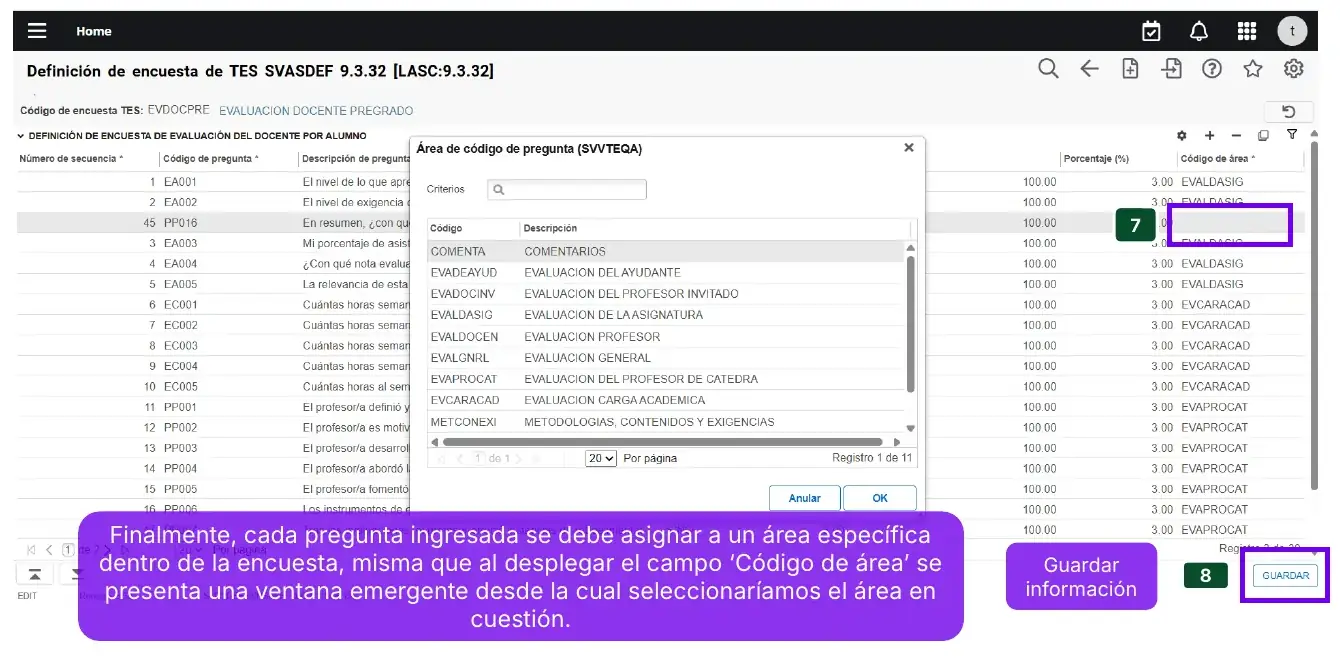 Home
t
Definición de encuesta de TES SVASDEF 9.3.32 [LASC:9.3.32]
Código de encuesta TES: EVDOCPRE EVALUACION DOCENTE PREGRADO
DEFINICIÓN DE ENCUESTA DE EVALUACIÓN DEL DOCENTE POR ALUMNO
Número de secuencia * Código de pregunta * Descripción de pregunta Porcentaje (%) Código de área *
1 EA001 El nivel de lo que apre 100.00 3.00 EVALDASIG
2 EA002 El nivel de exigencia 100.00 3.00 EVALDASIG
45 PP016 En resumen, ¿con qu 100.00
3 EA003 Mi porcentaje de asist 100.00 EVALDASIG
4 EA004 ¿Con qué nota evalua 100.00 3.00 EVALDASIG
5 EA005 La relevancia de esta 100.00 3.00 EVALDASIG
6 EC001 Cuántas horas seman 100.00 3.00 EVCARACAD
7 EC002 Cuántas horas seman 100.00 3.00 EVCARACAD
8 EC003 Cuántas horas seman 100.00 3.00 EVCARACAD
9 EC004 Cuántas horas seman 100.00 3.00 EVCARACAD
10 EC005 Cuántas horas al sem 100.00 3.00 EVCARACAD
11 PP001 El profesor/a definió y 100.00 3.00 EVAPROCAT
12 PP002 El profesor/a es motiv 100.00 3.00 EVAPROCAT
13 PP003 El profesor/a desarrol 100.00 3.00 EVAPROCAT
14 PP004 El profesor/a abordó 100.00 3.00 EVAPROCAT
15 PP005 El profesor/a fomentó 100.00 3.00 EVAPROCAT
16 PP006 Los instrumentos de 100.00 3.00 EVAPROCAT
100.00 3.00 EVAPROCAT
1 de
EDIT
Área de código de pregunta (SVVTEQA)
Criterios
Código Descripción
COMENTA COMENTARIOS
EVADEAYUD EVALUACION DEL AYUDANTE
EVADOCINV EVALUACION DEL PROFESOR INVITADO
EVALDASIG EVALUACION DE LA ASIGNATURA
EVALDOCEN EVALUACION PROFESOR
EVALGNRL EVALUACION GENERAL
EVAPROCAT EVALUACION DEL PROFESOR DE CATEDRA
EVCARACAD EVALUACION CARGA ACADEMICA
METCONEXI METODOLOGIAS, CONTENIDOS Y EXIGENCIAS
1 de 1 20 Por página Registro 1 de 11
Anular OK
7
Finalmente, cada pregunta ingresada se debe asignar a un área específica
dentro de la encuesta, misma que al desplegar el campo ‘Código de área’ se
presenta una ventana emergente desde la cual seleccionaríamos el área en
cuestión.
Guardar
información
8
GUARDAR